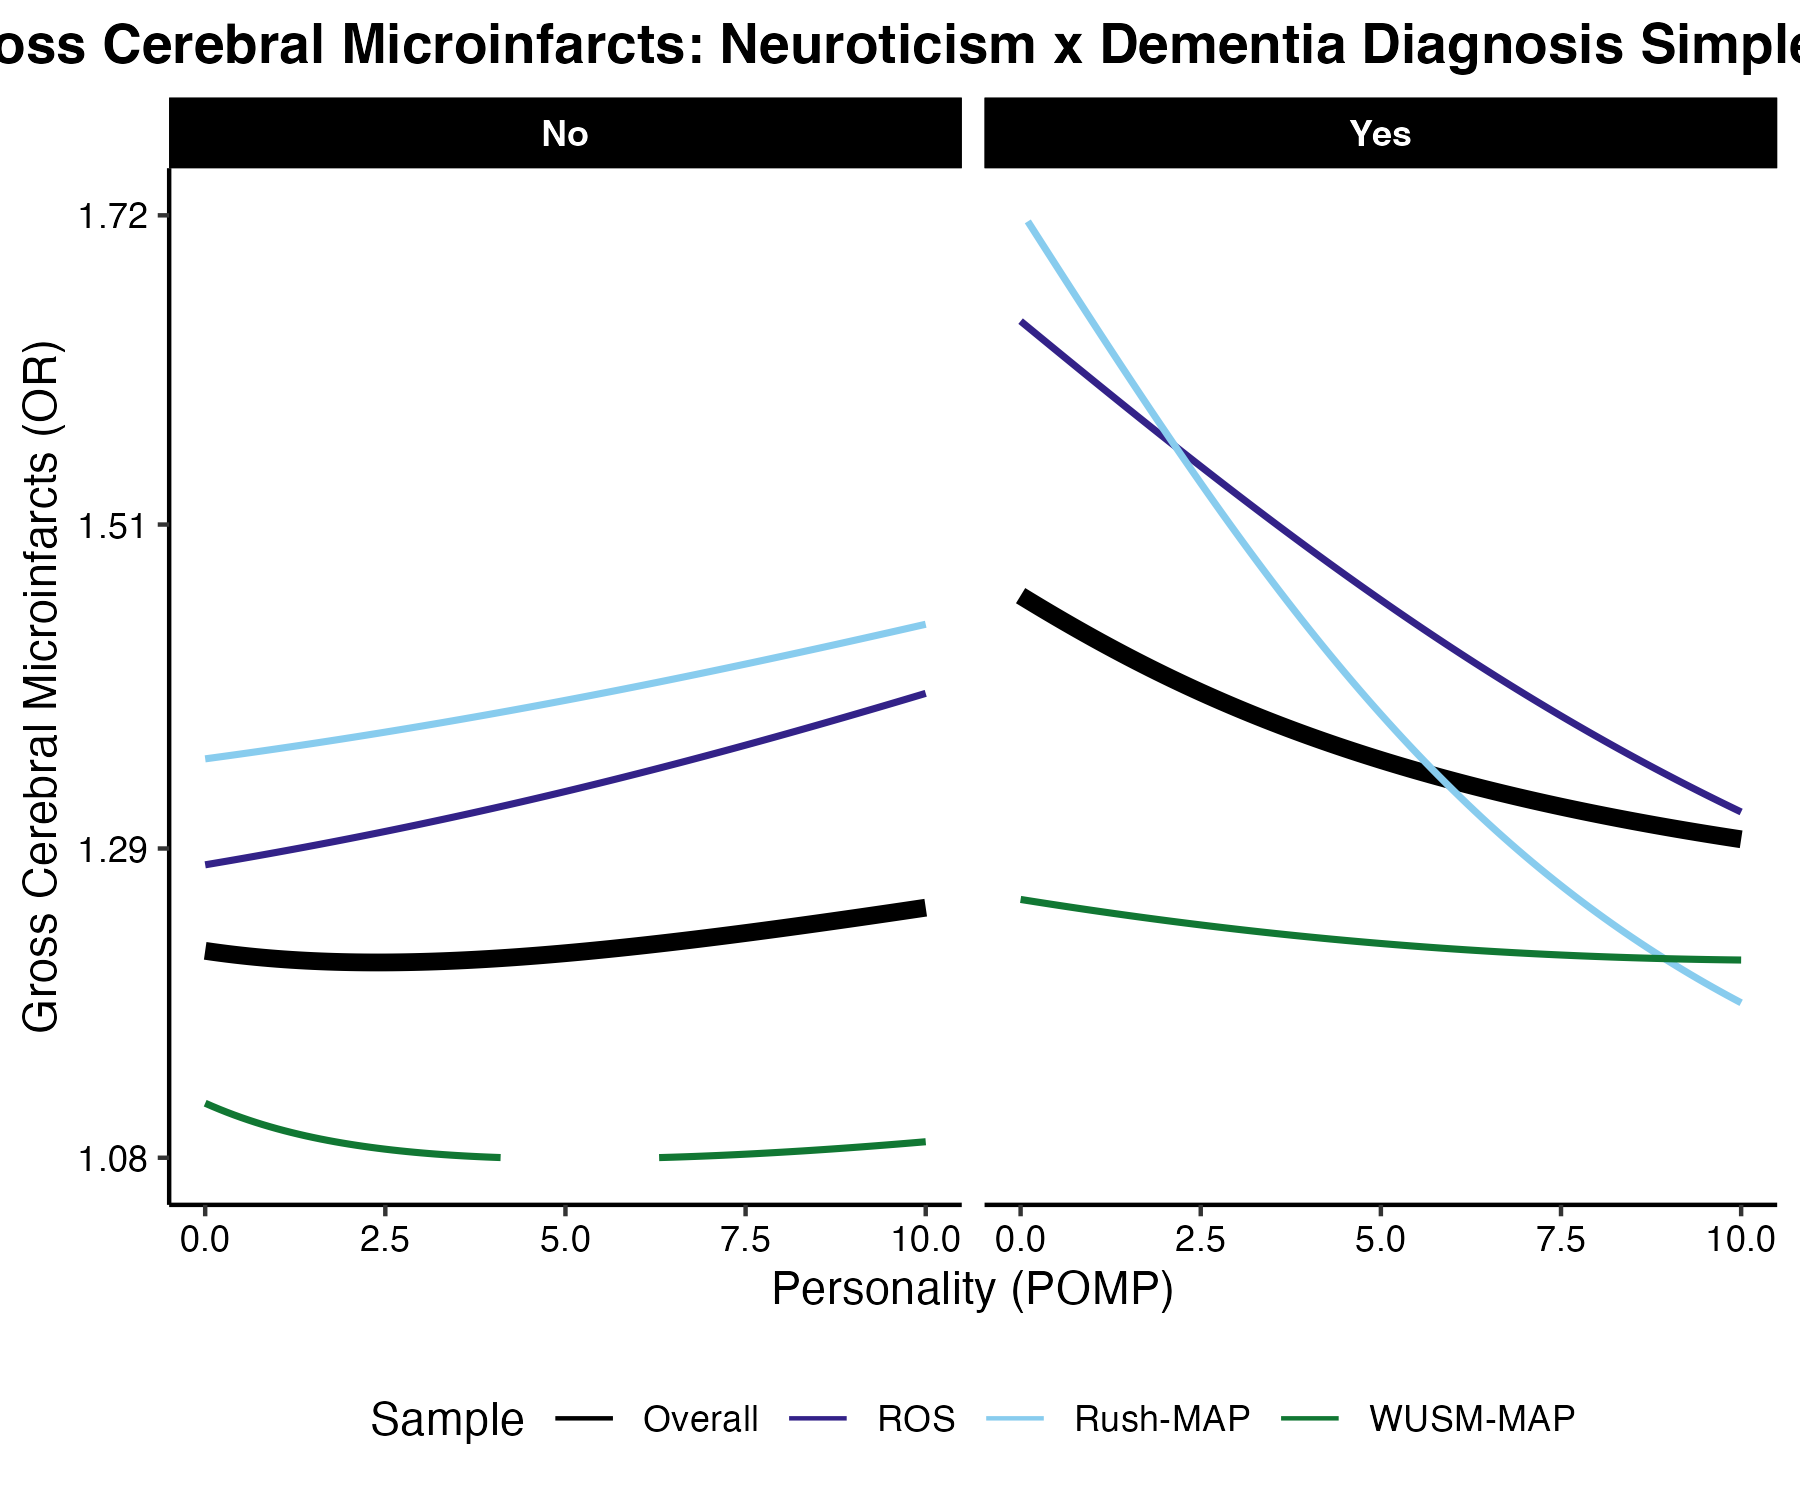 oss Cerebral Microinfarcts: Neuroticism x Dementia Diagnosis Simple
No
Yes
Gross Cerebral Microinfarcts (OR)
1.72
1.51
1.29
1.08
0.0 2.5 5.0 7.5 10.0 0.0 2.5 5.0 7.5 10.0
Personality (POMP)
Sample Overall ROS Rush-MAP WUSM-MAP